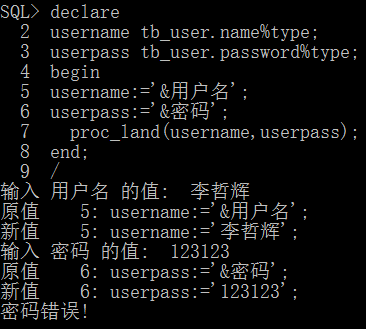 SQL> declare
2 username tb_user.name%type;
3 userpass tb_user.password%type;
4 begin
5 username:='&用户名';
6 userpass:='&密码';
7 proc_land(username,userpass);
8 end;
9 /
输入 用户名 的值: 李哲辉
原值 5: username:='&用户名';
新值 5: username:='李哲辉';
输入 密码 的值: 123123
原值 6: userpass:='&密码';
新值 6: userpass:='123123';
密码错误!